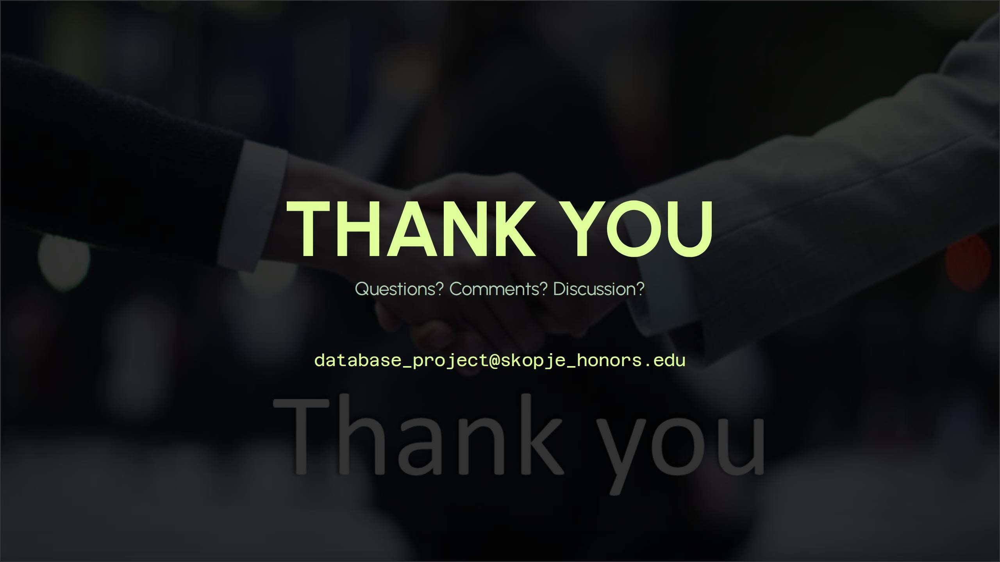 THANK YOU
Questions? Comments? Discussion?
database_project@skopje_honors.edu
Thank you